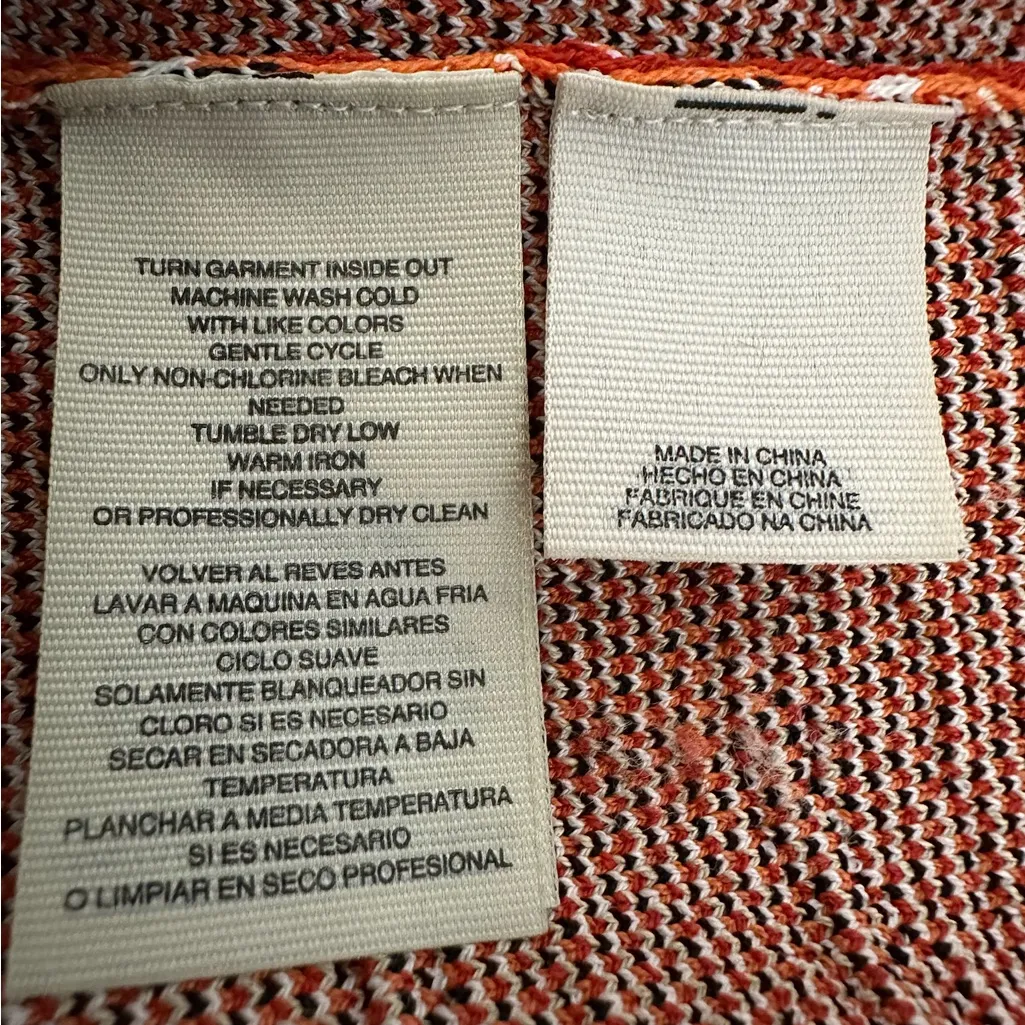 TURN GARMENT INSIDE OUT
MACHINE WASH COLD
WITH LIKE COLORS
GENTLE CYCLE
ONLY NON-CHLORINE BLEACH WHEN
NEEDED
TUMBLE DRY LOW
WARM IRON
IF NECESSARY
OR PROFESSIONALLY DRY CLEAN
VOLVER AL REVES ANTES
LAVAR A MAQUINA EN AGUA FRIA
CON COLORES SIMILARES
CICLO SUAVE
SOLAMENTE BLANQUEADOR SIN
CLORO SI ES NECESARIO
SECAR EN SECADORA A BAJA
TEMPERATURA
PLANCHAR A MEDIA TEMPERATURA
SI ES NECESARIO
O LIMPIAR EN SECO PROFESIONAL
MADE IN CHINA
HECHO EN CHINA
FABRIQUE EN CHINE
FABRICADO NA CHINA